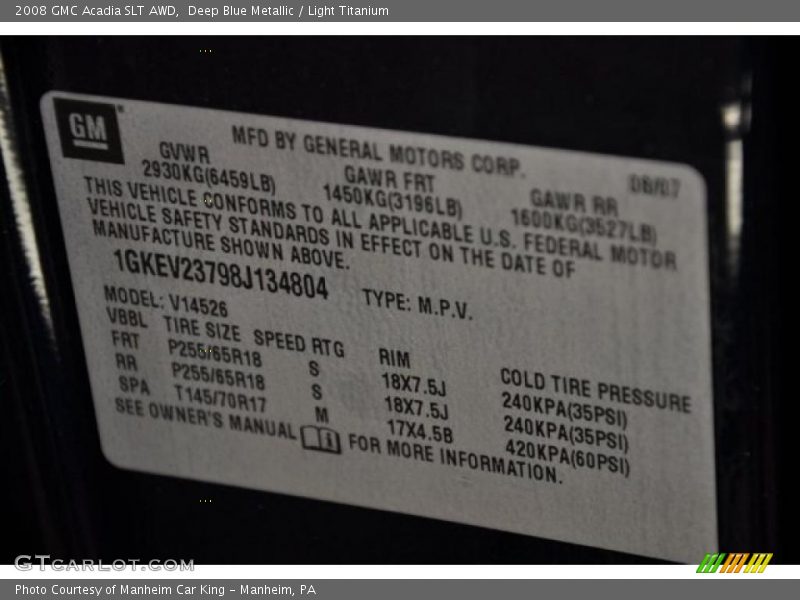 2008 GMC Acadia SLT AWD,  Deep Blue Metallic / Light Titanium
GM
MFD BY GENERAL MOTORS CORP. 08/07
GVWR GAWR FRT GAWR RR
2930KG(6459LB) 1450KG(3196LB) 1600KG(3527LB)
THIS VEHICLE CONFORMS TO ALL APPLICABLE U.S. FEDERAL MOTOR
VEHICLE SAFETY STANDARDS IN EFFECT ON THE DATE OF
MANUFACTURE SHOWN ABOVE.
1GKEV23798J134804 TYPE: M.P.V.
MODEL: V14526
VBBL TIRE SIZE SPEED RTG RIM COLD TIRE PRESSURE
FRT P255/65R18 S 18X7.5J 240KPA(35PSI)
RR P255/65R18 S 18X7.5J 240KPA(35PSI)
SPA T145/70R17 M 17X4.5B 420KPA(60PSI)
SEE OWNER'S MANUAL FOR MORE INFORMATION.
GTCARLOT.COM
Photo Courtesy of Manheim Car King - Manheim, PA